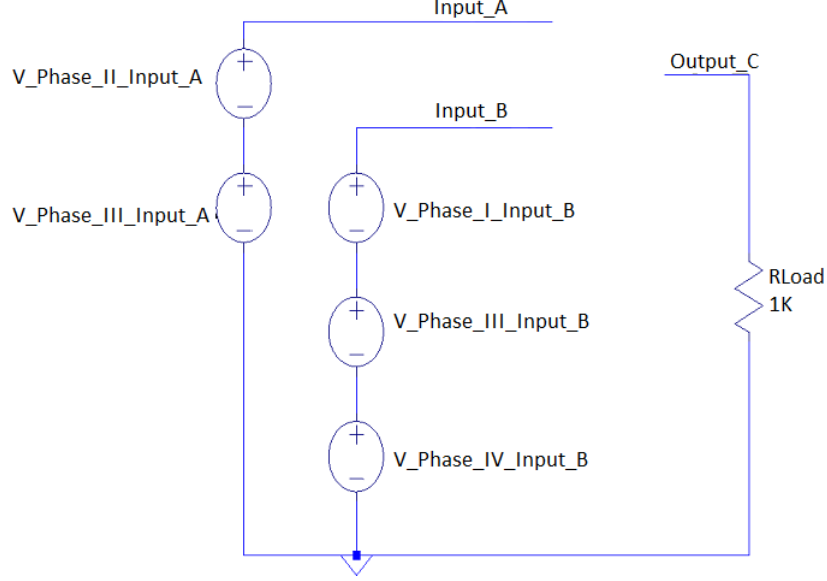 Input_A
V_Phase_II_Input_A
Output_C
Input_B
V_Phase_III_Input_A
V_Phase_I_Input_B
RLoad
1K
V_Phase_III_Input_B
V_Phase_IV_Input_B